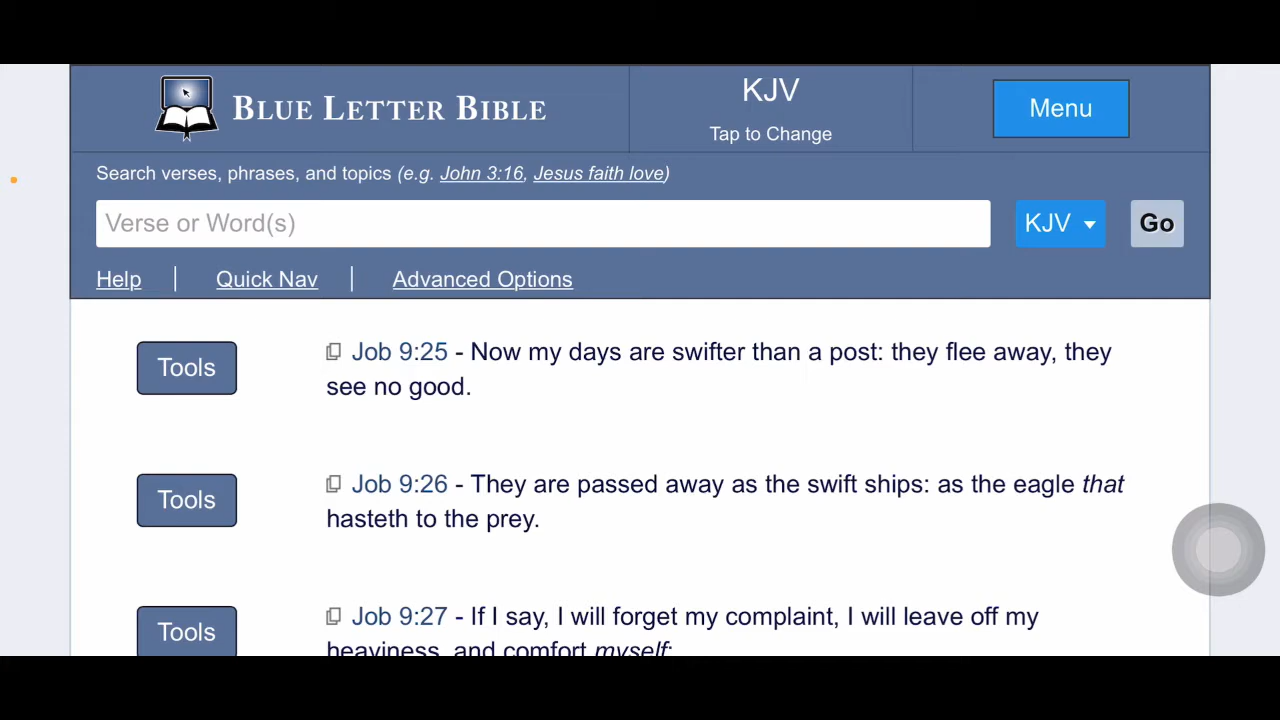 BLUE LETTER BIBLE
KJV
Tap to Change
Menu
Search verses, phrases, and topics (e.g. John 3:16, Jesus faith love)
Verse or Word(s)
KJV
Go
Help | Quick Nav | Advanced Options
Tools
Job 9:25 - Now my days are swifter than a post: they flee away, they
see no good.
Tools
Job 9:26 - They are passed away as the swift ships: as the eagle that
hasteth to the prey.
Tools
Job 9:27 - If I say, I will forget my complaint, I will leave off my
heaviness, and comfort myself: